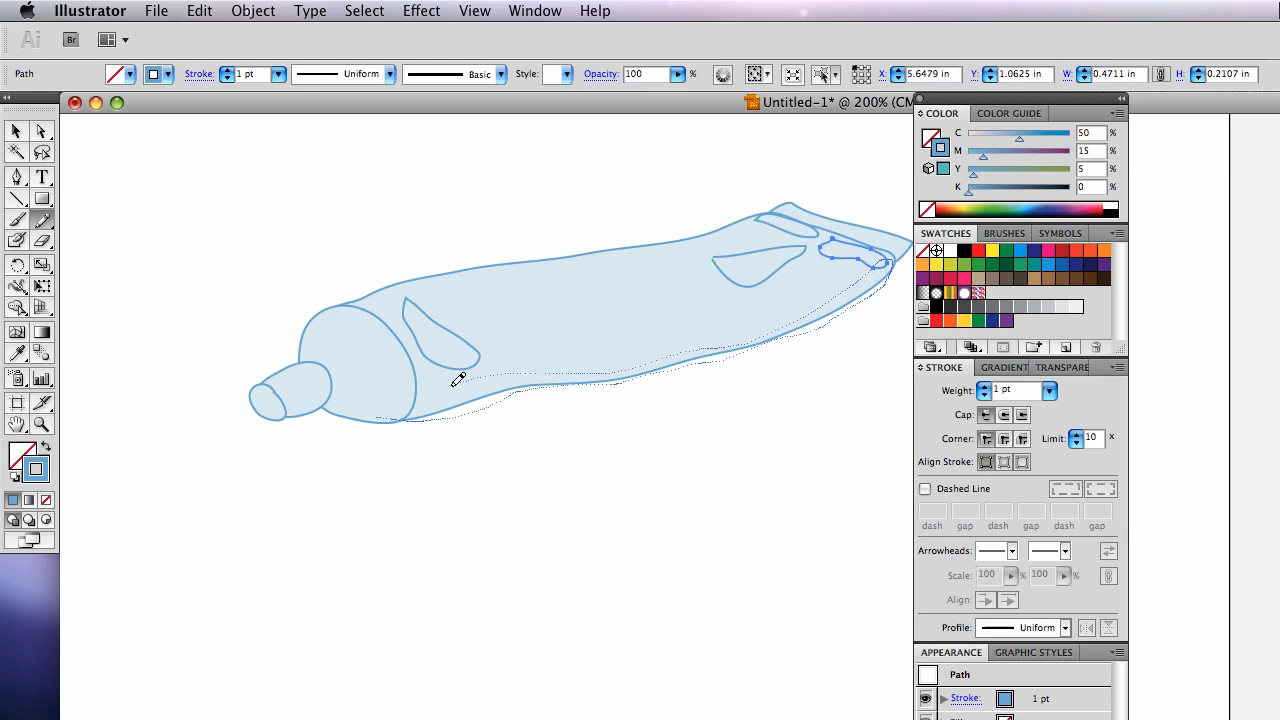 Illustrator File Edit Object Type Select Effect View Window Help
Ai Br
Path Stroke: 1 pt Uniform Basic Style: Opacity: 100 % X: 5.6479 in Y: 1.0625 in W: 0.4711 in H: 0.2107 in
Untitled-1* @ 200% (CM
COLOR COLOR GUIDE
C 50 %
M 15 %
Y 5 %
K 0 %
SWATCHES BRUSHES SYMBOLS
STROKE GRADIENT TRANSPARE
Weight: 1 pt
Cap:
Corner: Limit: 10 x
Align Stroke:
Dashed Line
dash gap dash gap dash gap
Arrowheads:
Scale: 100 % 100 %
Align:
Profile: Uniform
APPEARANCE GRAPHIC STYLES
Path
Stroke: 1 pt